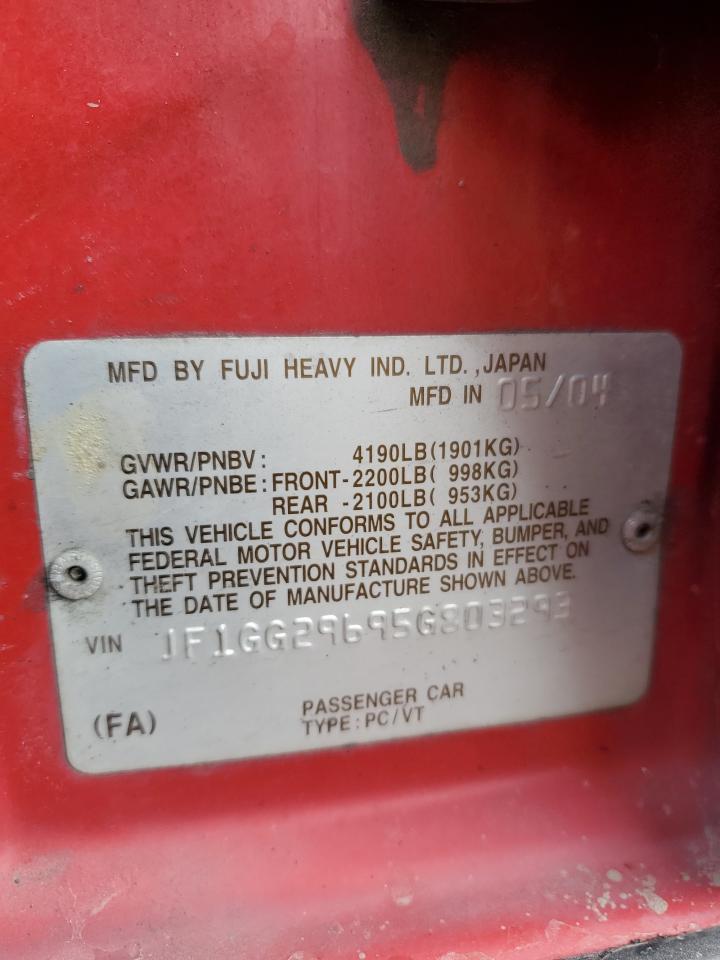 MFD BY FUJI HEAVY IND. LTD., JAPAN
MFD IN 05/04
GVWR/PNBV: 4190LB(1901KG)
GAWR/PNBE: FRONT-2200LB( 998KG)
REAR -2100LB( 953KG)
THIS VEHICLE CONFORMS TO ALL APPLICABLE
FEDERAL MOTOR VEHICLE SAFETY, BUMPER, AND
THEFT PREVENTION STANDARDS IN EFFECT ON
THE DATE OF MANUFACTURE SHOWN ABOVE.
VIN JF1GG29695G803293
PASSENGER CAR
(FA) TYPE: PC/VT